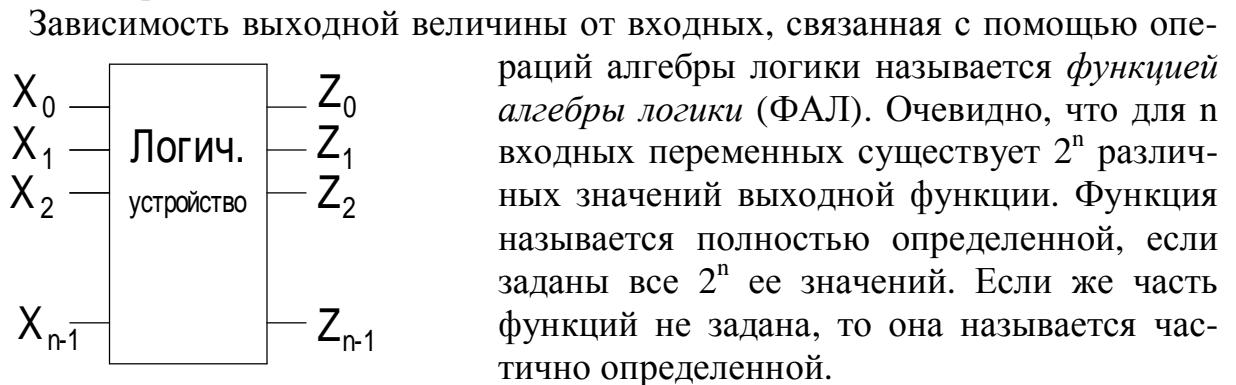 Зависимость выходной величины от входных, связанная с помощью опе-
раций алгебры логики называется функцией
алгебры логики (ФАЛ). Очевидно, что для n
входных переменных существует 2ⁿ различ-
ных значений выходной функции. Функция
называется полностью определенной, если
заданы все 2ⁿ ее значений. Если же часть
функций не задана, то она называется час-
тично определенной.
X₀ Z₀
X₁ Логич. Z₁
X₂ устройство Z₂
Xₙ₋₁ Zₙ₋₁